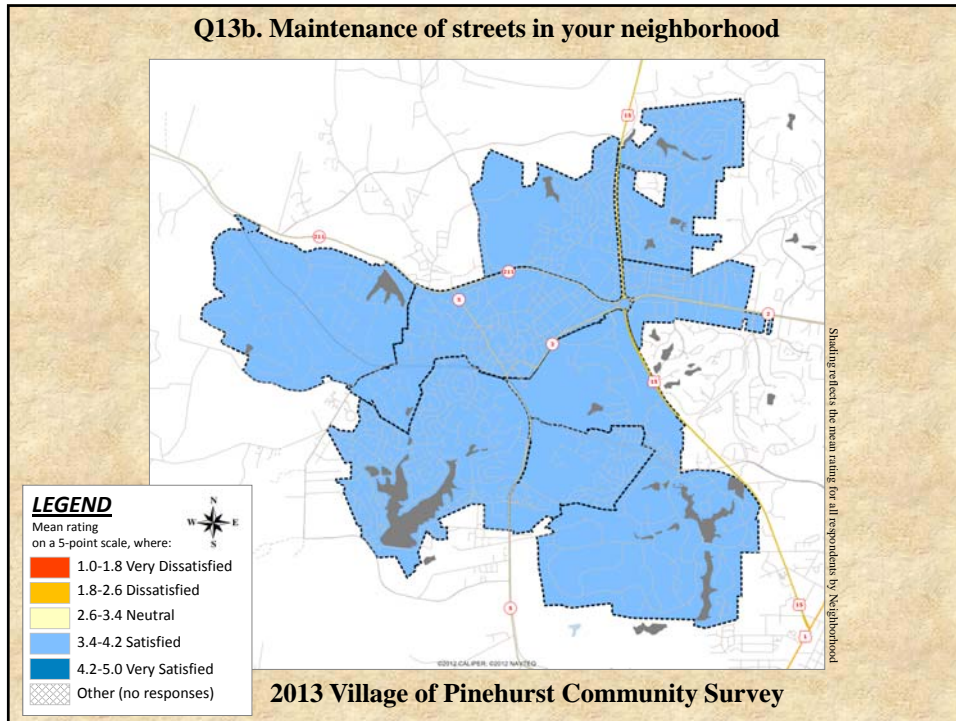 Q13b. Maintenance of streets in your neighborhood
15
211
211
5
2
2
15
5
15
1
Shading reflects the mean rating for all respondents by Neighborhood
LEGEND
Mean rating
on a 5-point scale, where:
N
W E
S
1.0-1.8 Very Dissatisfied
1.8-2.6 Dissatisfied
2.6-3.4 Neutral
3.4-4.2 Satisfied
4.2-5.0 Very Satisfied
Other (no responses)
©2012 CALIPER; ©2012 NAVTEQ
2013 Village of Pinehurst Community Survey